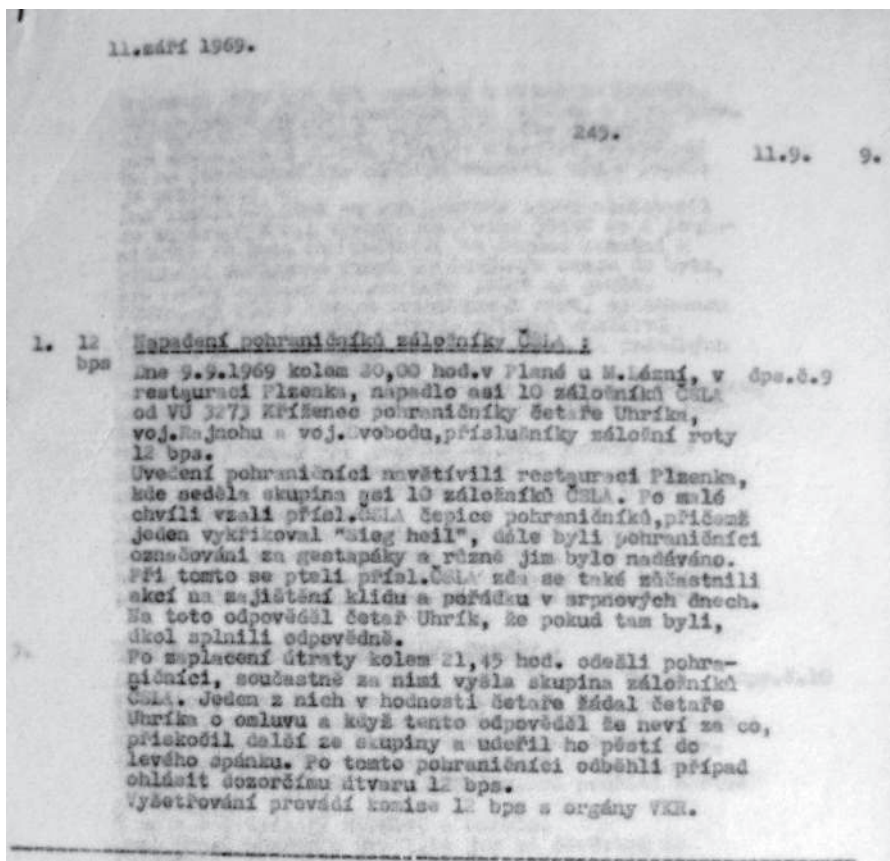 11.září 1969.
249.
11.9. 9.
1. 12 Napadení pohraničníků záložníky ČSLA :
bps Dne 9.9.1969 kolem 20,00 hod.v Plané u M.Lázní, v dps.č.9
restauraci Plzenka, napadlo asi 10 záložníků ČSLA
od VÚ 3273 Kříženec pohraničníky četaře Uhríka,
voj.Rajnohu a voj.Svobodu,příslušníky záložní roty
12 bps.
Uvedení pohraničníci navštívili restauraci Plzenka,
kde seděla skupina asi 10 záložníků ČSLA. Po malé
chvíli vzali přísl.ČSLA čepice pohraničníků,přičemž
jeden vykřikoval "Sieg heil", dále byli pohraničníci
označováni za gestapáky a různě jim bylo nadáváno.
Při tomto se ptali přísl.ČSLA zda se také zúčastnili
akcí na zajištění klidu a pořádku v srpnových dnech.
Na toto odpověděl četař Uhrík, že pokud tam byli,
úkol splnili odpovědně.
Po zaplacení útraty kolem 21,45 hod. odešli pohra-
ničníci, součastně za nimi vyšla skupina záložníků
ČSLA. Jeden z nich v hodnosti četaře žádal četaře
Uhríka o omluvu a když tento odpověděl že neví za co,
přiskočil další ze skupiny a udeřil ho pěstí do
levého spánku. Po tomto pohraničníci odběhli případ
ohlásit dozorčímu útvaru 12 bps.
Vyšetřování provádí komise 12 bps s orgány VKR.